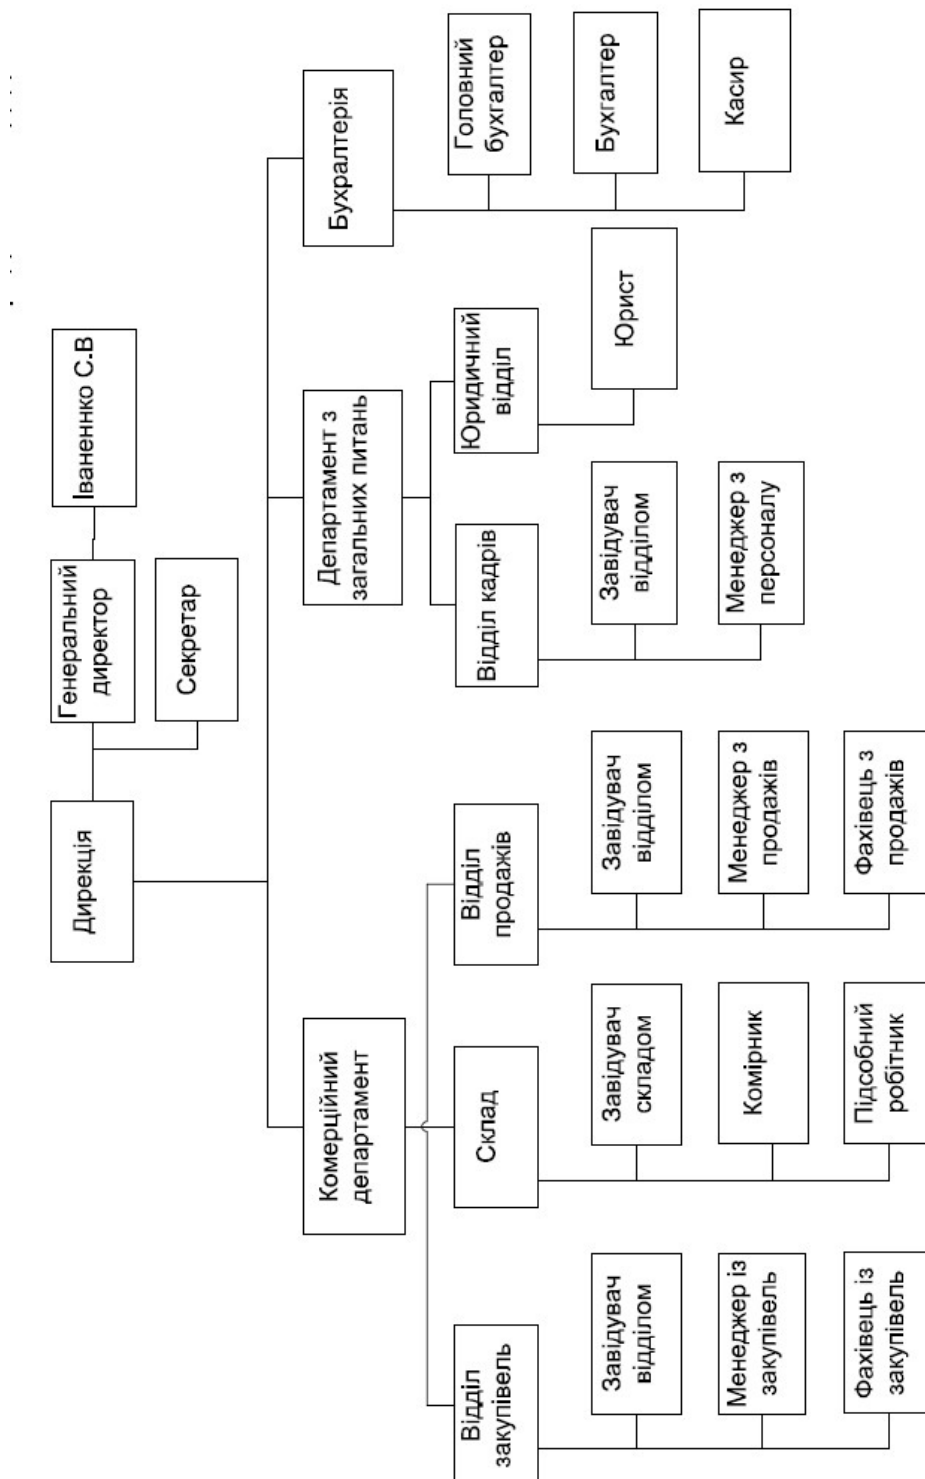 Дирекція
Генеральний
директор
Іваненнко С.В
Секретар
Комерційний
департамент
Департамент з
загальних питань
Бухралтерія
Відділ
закупівель
Завідувач
відділом
Менеджер із
закупівель
Фахівець із
закупівель
Склад
Завідувач
складом
Комірник
Підсобний
робітник
Відділ
продажів
Завідувач
відділом
Менеджер з
продажів
Фахівець з
продажів
Відділ кадрів
Завідувач
відділом
Менеджер з
персоналу
Юридичний
відділ
Юрист
Головний
бухгалтер
Бухгалтер
Касир